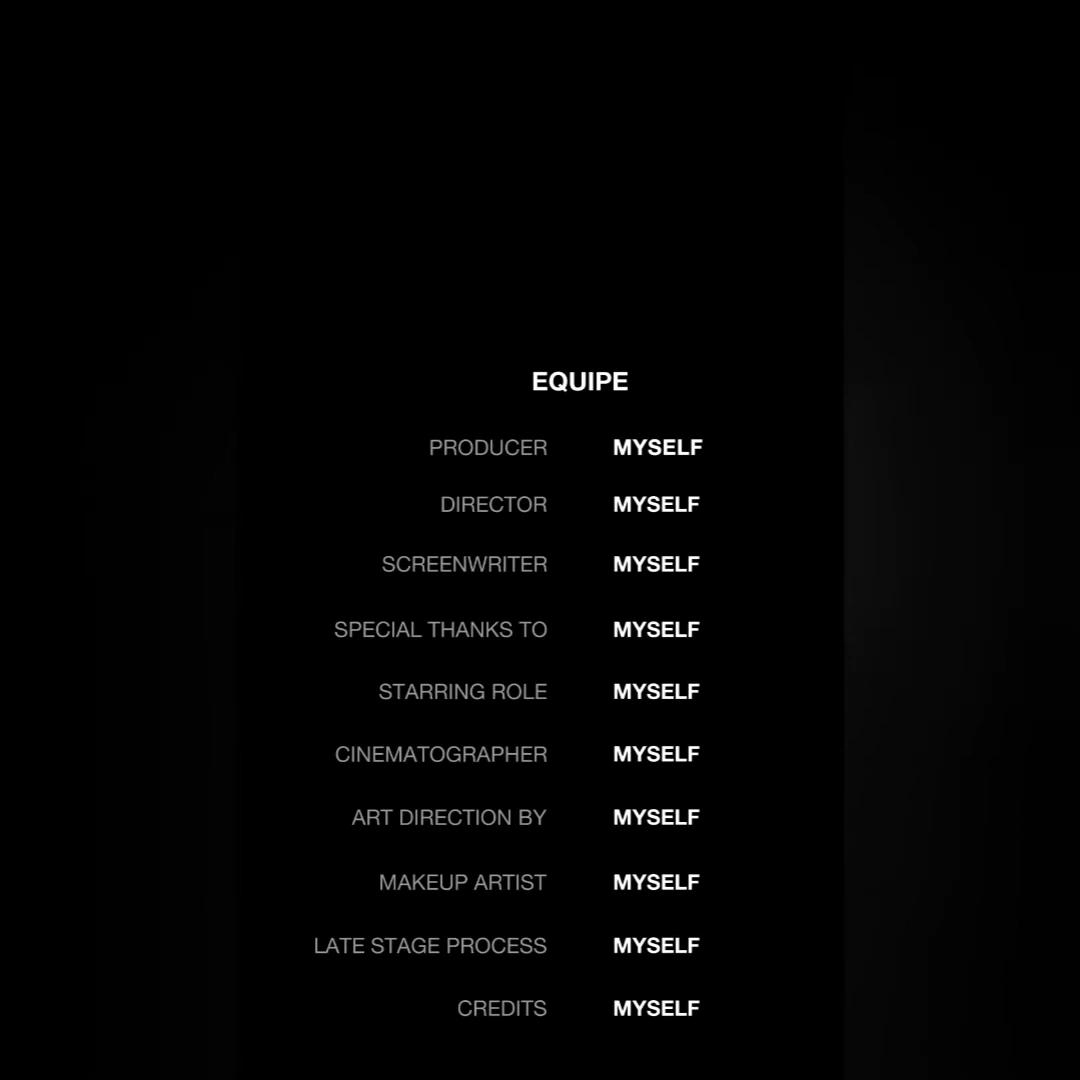 EQUIPE
PRODUCER MYSELF
DIRECTOR MYSELF
SCREENWRITER MYSELF
SPECIAL THANKS TO MYSELF
STARRING ROLE MYSELF
CINEMATOGRAPHER MYSELF
ART DIRECTION BY MYSELF
MAKEUP ARTIST MYSELF
LATE STAGE PROCESS MYSELF
CREDITS MYSELF